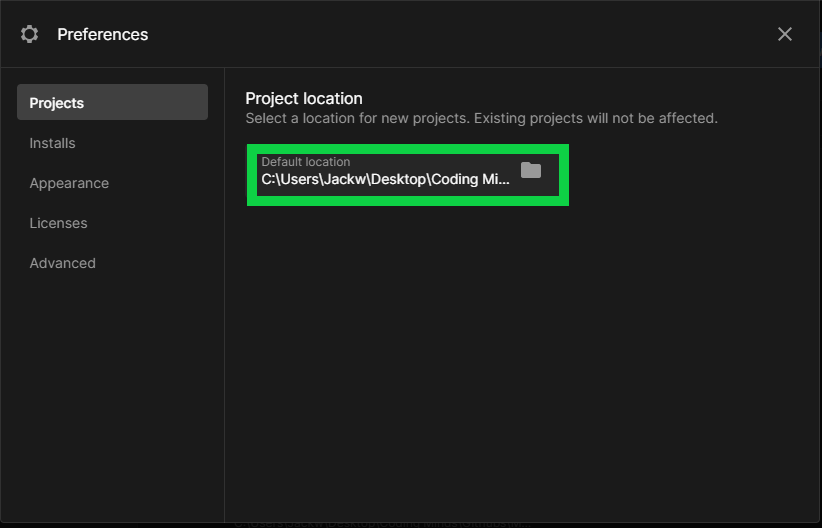 Preferences
Projects
Installs
Appearance
Licenses
Advanced
Project location
Select a location for new projects. Existing projects will not be affected.
Default location
C:\Users\Jackw\Desktop\Coding Mi...